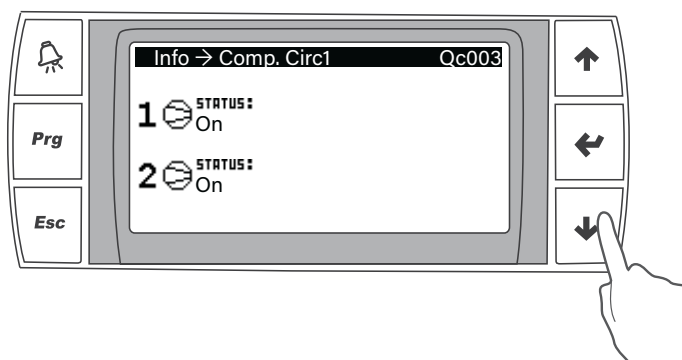 Info → Comp. Circ1 Qc003
1 STATUS:
On
2 STATUS:
On
Prg
Esc